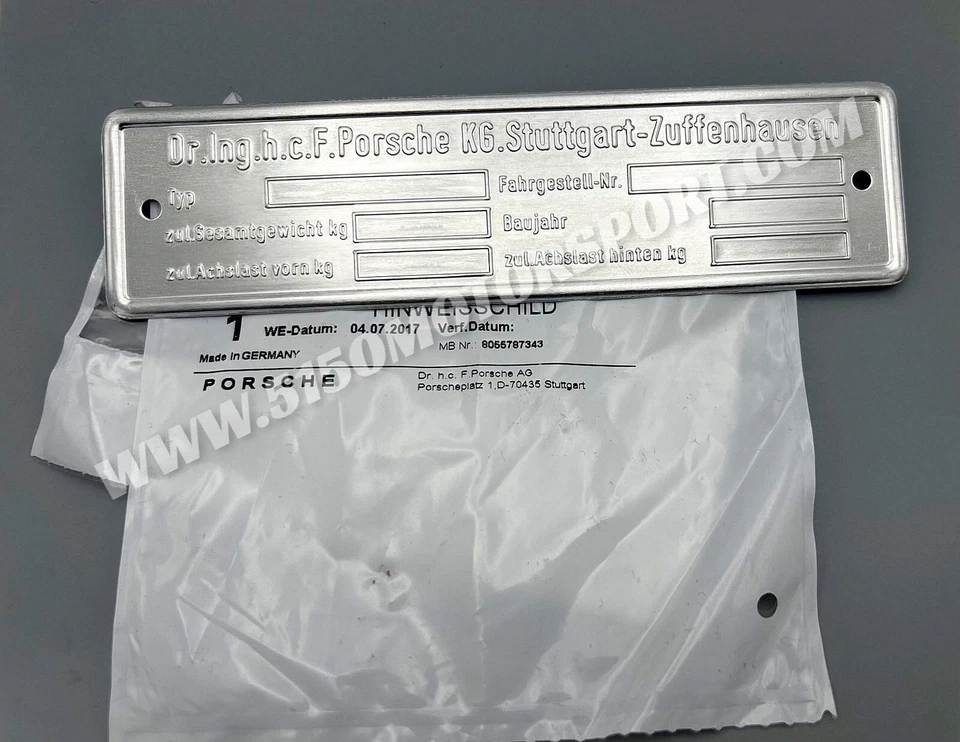 Dr.Ing.h.c.F.Porsche KG.Stuttgart-Zuffenhausen
Typ
Fahrgestell-Nr.
zul.Gesamtgewicht kg
Baujahr
zul.Achslast vorn kg
zul.Achslast hinten kg
HINWEISSCHILD
1 WE-Datum: 04.07.2017 Verf.Datum:
Made in GERMANY
MB Nr.: 8055787343
PORSCHE
Dr. h.c. F.Porsche AG
Porscheplatz 1,D-70435 Stuttgart
WWW.5150MOTORSPORT.COM